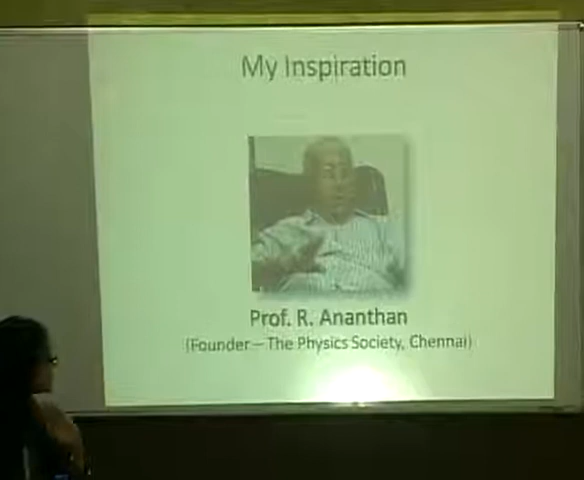 My Inspiration
Prof. R. Ananthan
(Founder – The Physics Society, Chennai)